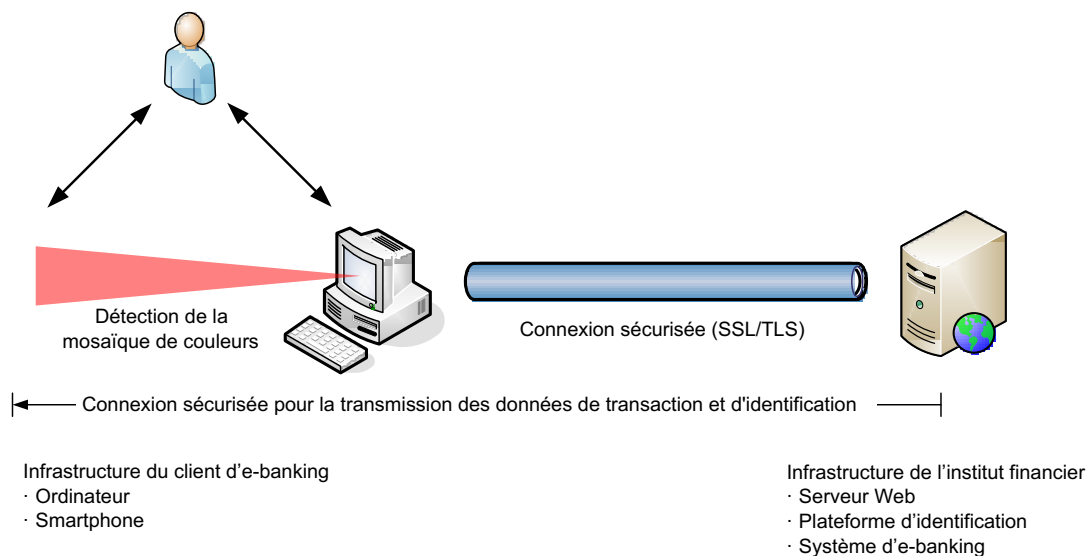 Détection de la
mosaïque de couleurs
Connexion sécurisée (SSL/TLS)
Connexion sécurisée pour la transmission des données de transaction et d'identification
Infrastructure du client d’e-banking
· Ordinateur
· Smartphone
Infrastructure de l’institut financier
· Serveur Web
· Plateforme d’identification
· Système d’e-banking